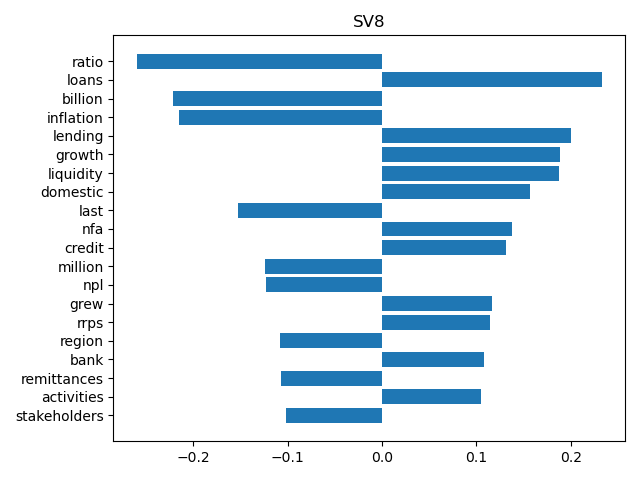 SV8
ratio
loans
billion
inflation
lending
growth
liquidity
domestic
last
nfa
credit
million
npl
grew
rrps
region
bank
remittances
activities
stakeholders
−0.2 −0.1 0.0 0.1 0.2